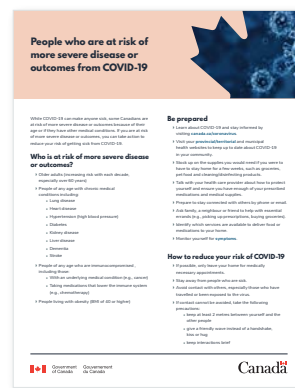 People who are at risk of
more severe disease or
outcomes from COVID-19
While COVID-19 can make anyone sick, some Canadians are
at risk of more severe disease or outcomes because of their
age or if they have other medical conditions. If you are at risk
of more severe disease or outcomes, you can take action to
reduce your risk of getting sick from COVID-19.
Who is at risk of more severe disease
or outcomes?
Older adults (increasing risk with each decade,
especially over 60 years)
People of any age with chronic medical
conditions including:
Lung disease
Heart disease
Hypertension (high blood pressure)
Diabetes
Kidney disease
Liver disease
Dementia
Stroke
People of any age who are immunocompromised,
including those:
With an underlying medical condition (e.g., cancer)
Taking medications that lower the immune system
(e.g., chemotherapy)
People living with obesity (BMI of 40 or higher)
Be prepared
Learn about COVID-19 and stay informed by
visiting canada.ca/coronavirus.
Visit your provincial/territorial and municipal
health websites to keep up to date about COVID-19
in your community.
Stock up on the supplies you would need if you were to
have to stay home for a few weeks, such as groceries,
pet food and cleaning/disinfecting products.
Talk with your health care provider about how to protect
yourself and ensure you have enough of your prescribed
medications and medical supplies.
Prepare to stay connected with others by phone or email.
Ask family, a neighbour or friend to help with essential
errands (e.g., picking up prescriptions, buying groceries).
Identify which services are available to deliver food or
medications to your home.
Monitor yourself for symptoms.
How to reduce your risk of COVID-19
If possible, only leave your home for medically
necessary appointments.
Stay away from people who are sick.
Avoid contact with others, especially those who have
travelled or been exposed to the virus.
If contact cannot be avoided, take the following
precautions:
keep at least 2 metres between yourself and the
other people
give a friendly wave instead of a handshake,
kiss or hug
keep interactions brief
Government
of Canada
Gouvernement
du Canada
Canada